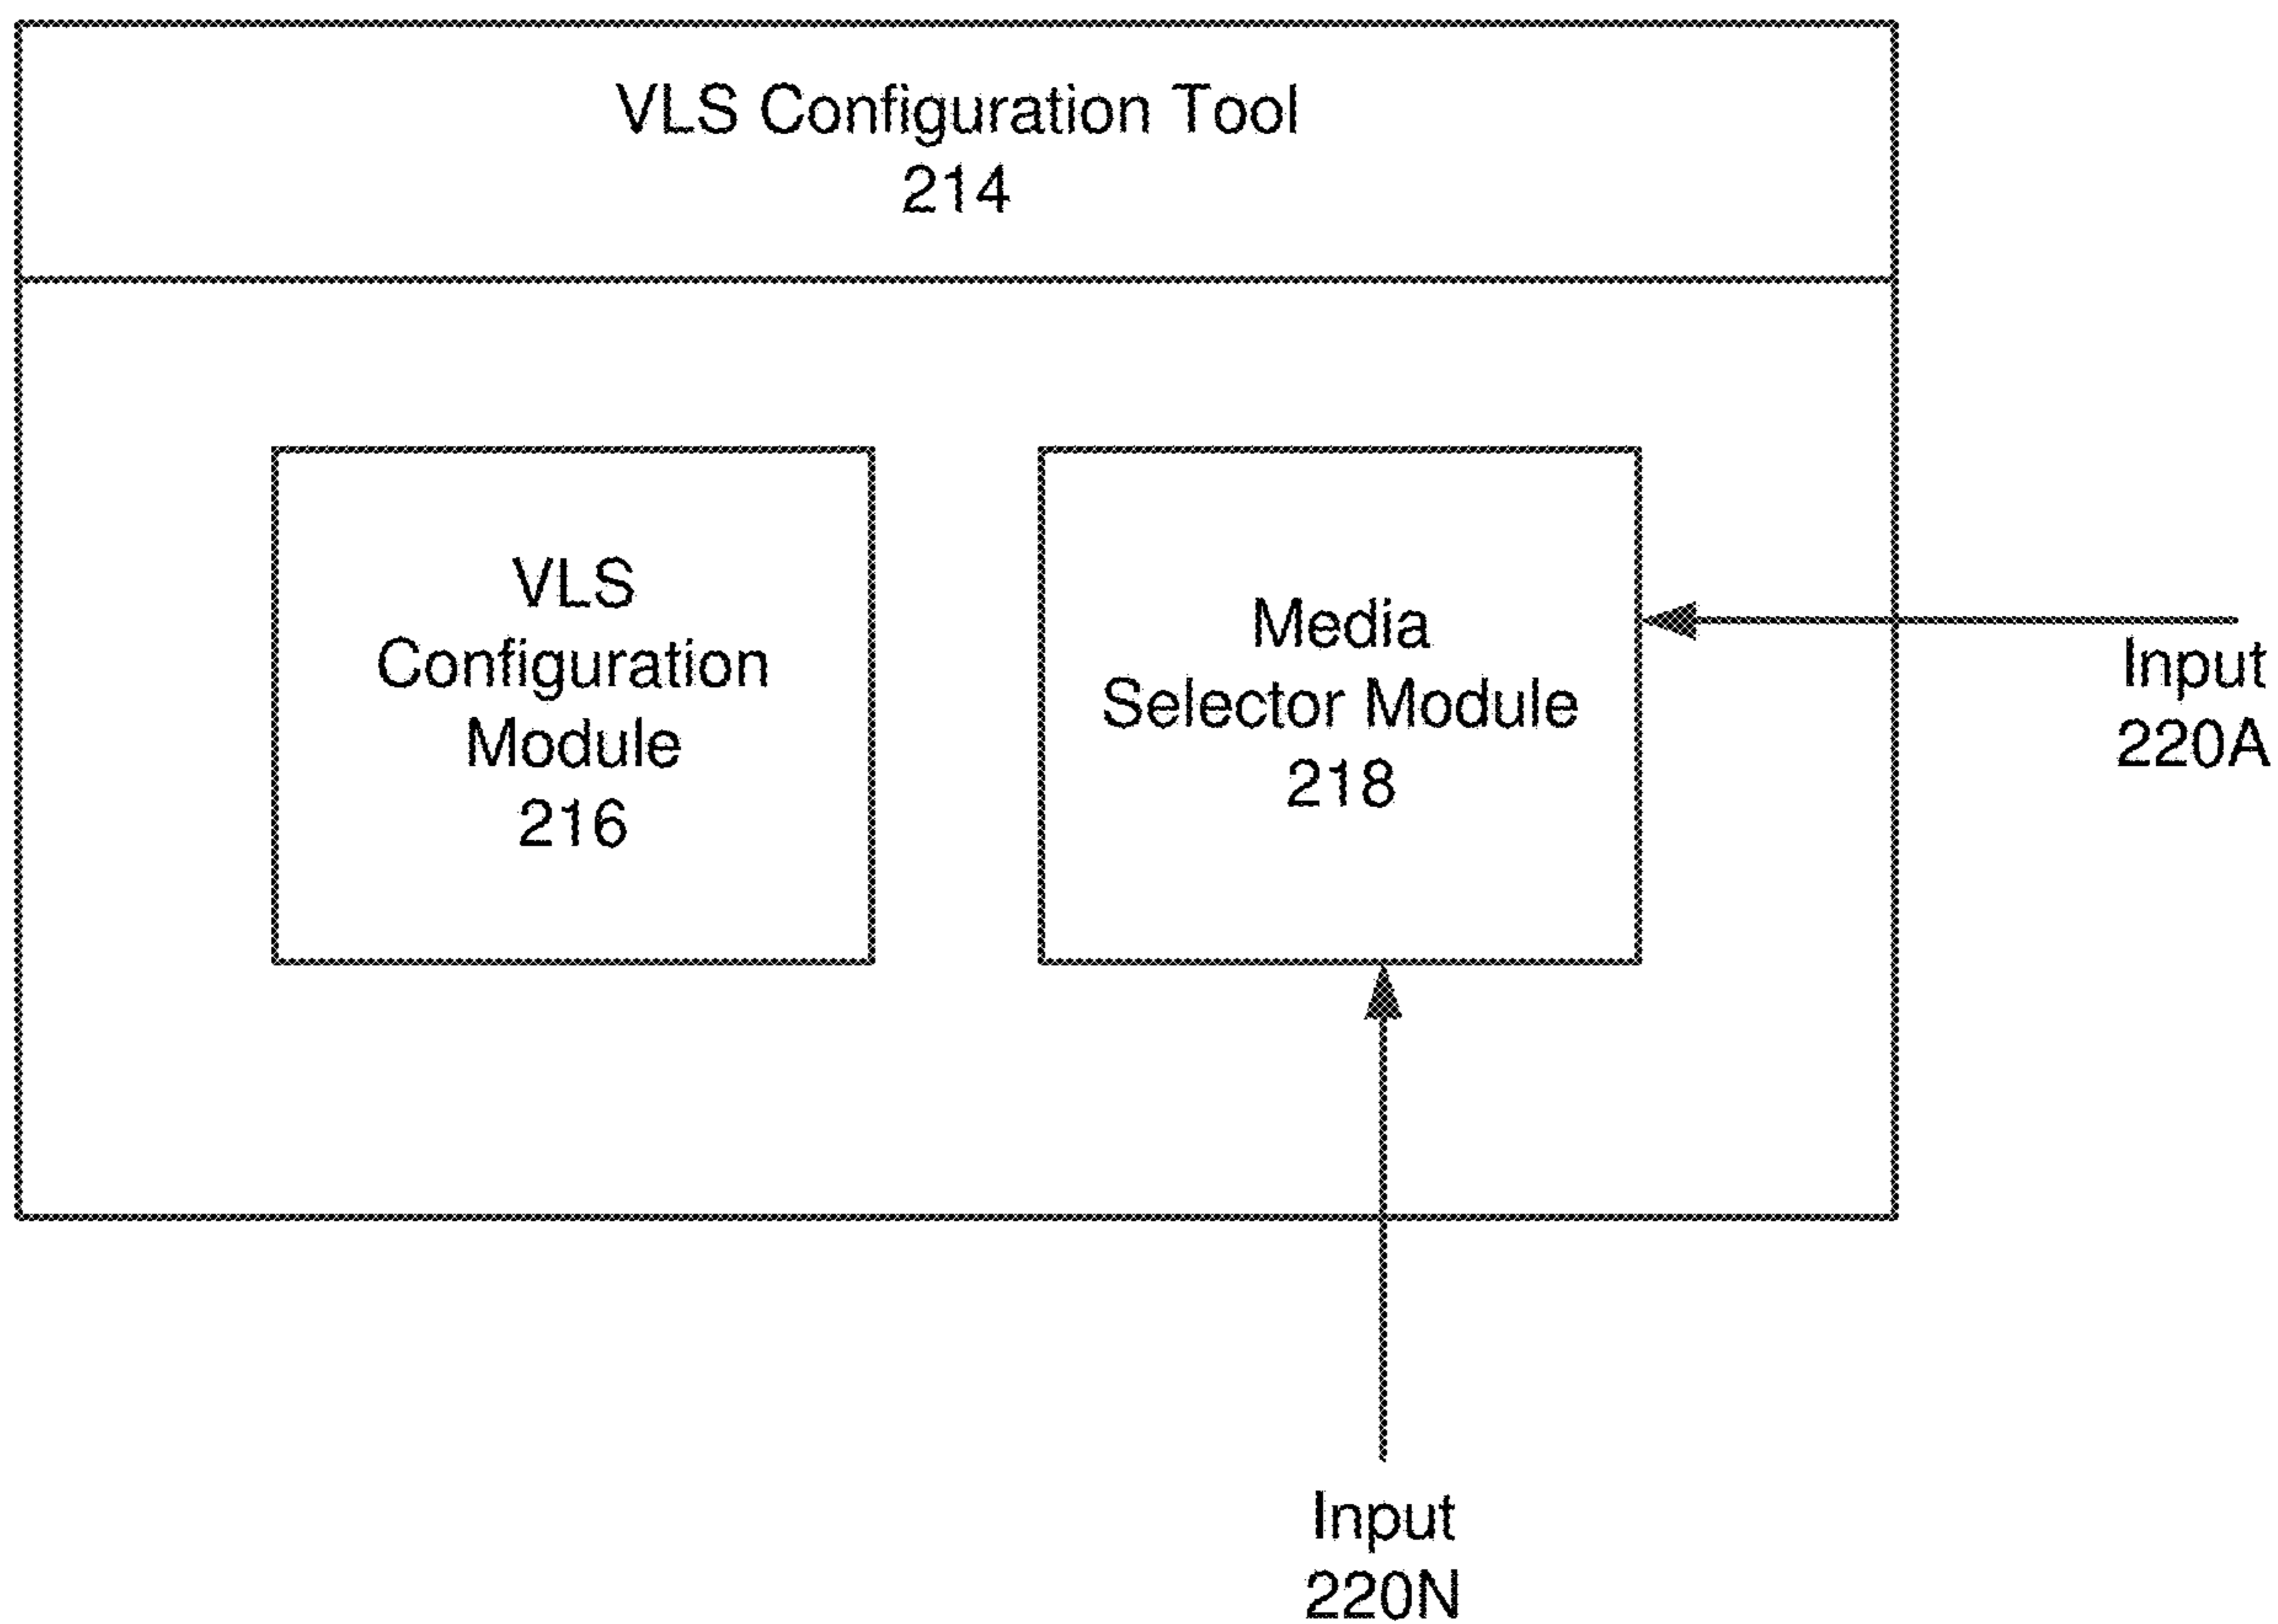 VLS Configuration Tool
214
VLS
Configuration
Module
216
Media
Selector Module
218
Input
220A
Input
220N